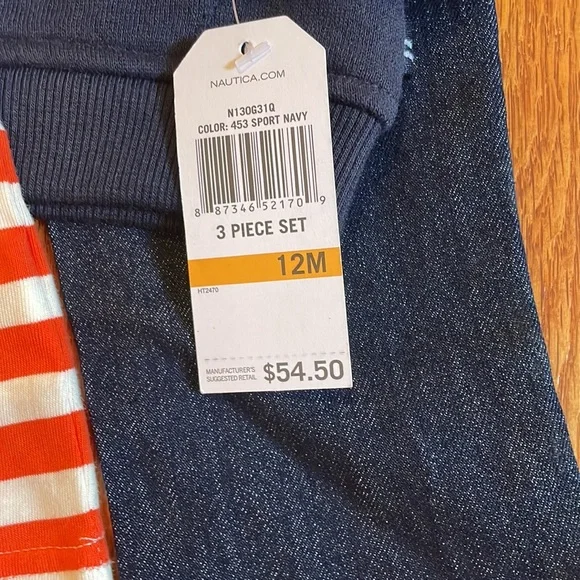 NAUTICA.COM
N130G31Q
COLOR: 453 SPORT NAVY
8 87346 52170 9
3 PIECE SET
12M
HT2470
MANUFACTURER'S
SUGGESTED RETAIL $54.50